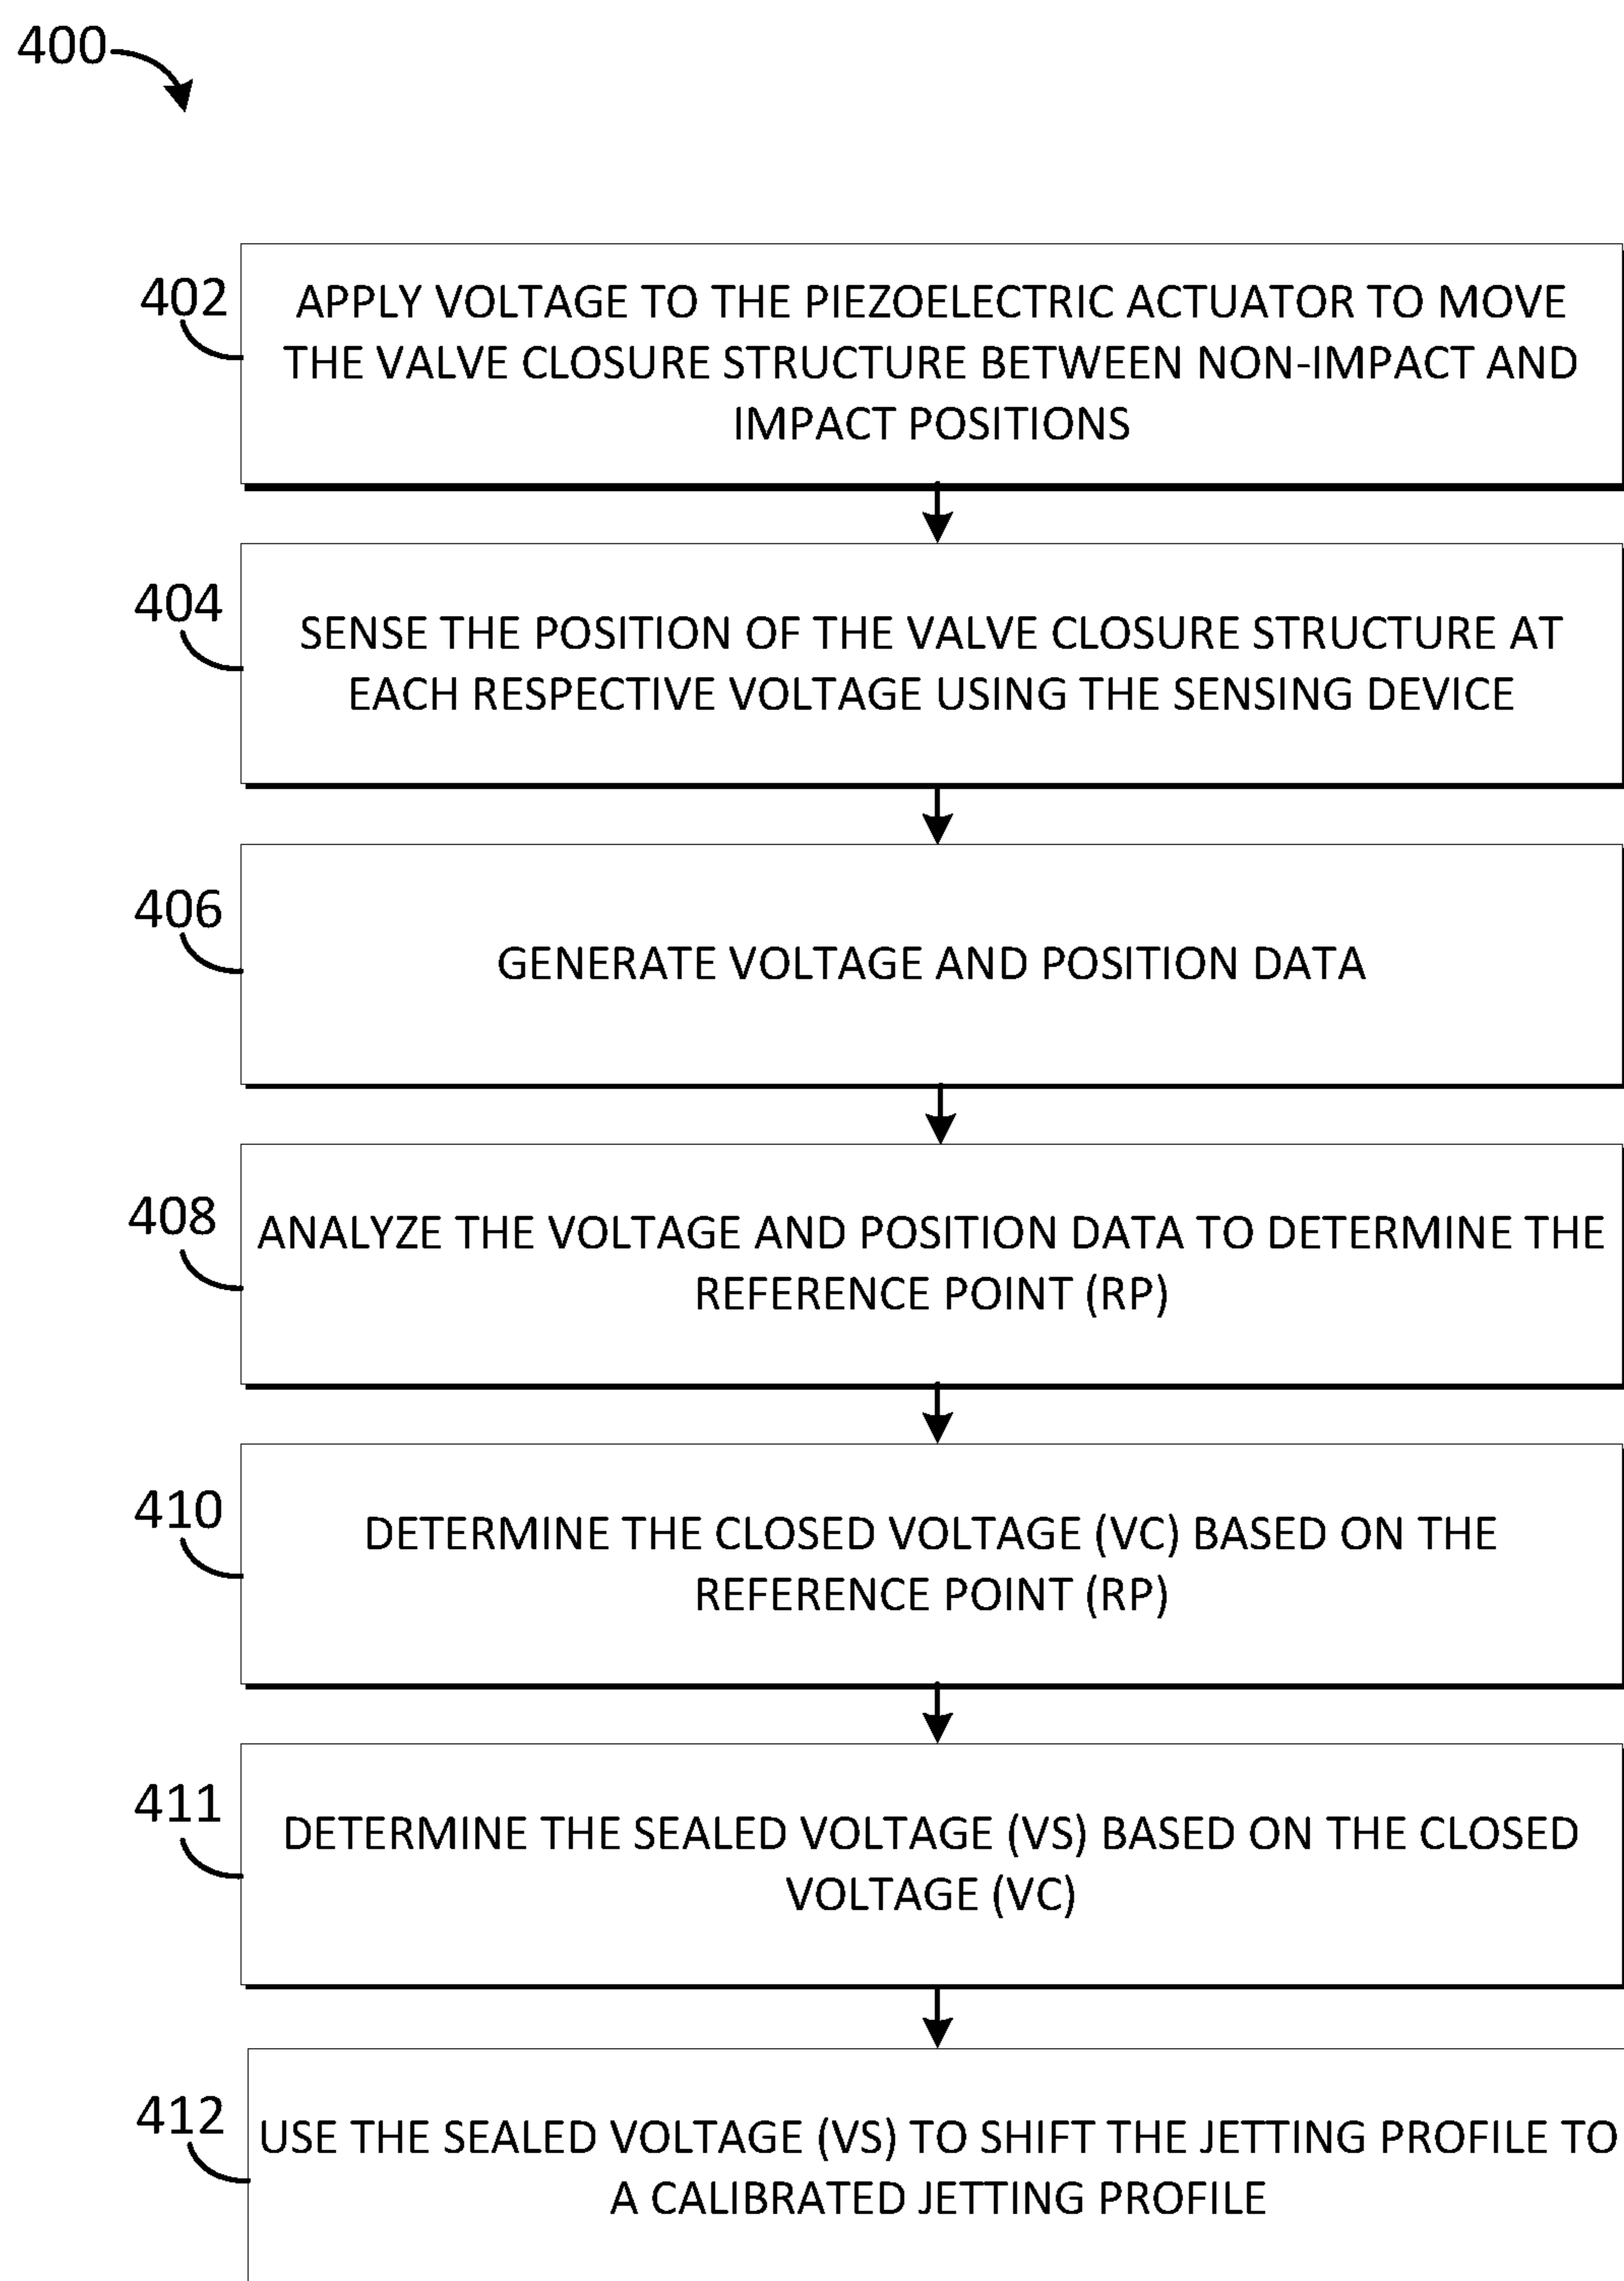 400
402
APPLY VOLTAGE TO THE PIEZOELECTRIC ACTUATOR TO MOVE
THE VALVE CLOSURE STRUCTURE BETWEEN NON-IMPACT AND
IMPACT POSITIONS
404
SENSE THE POSITION OF THE VALVE CLOSURE STRUCTURE AT
EACH RESPECTIVE VOLTAGE USING THE SENSING DEVICE
406
GENERATE VOLTAGE AND POSITION DATA
408
ANALYZE THE VOLTAGE AND POSITION DATA TO DETERMINE THE
REFERENCE POINT (RP)
410
DETERMINE THE CLOSED VOLTAGE (VC) BASED ON THE
REFERENCE POINT (RP)
411
DETERMINE THE SEALED VOLTAGE (VS) BASED ON THE CLOSED
VOLTAGE (VC)
412
USE THE SEALED VOLTAGE (VS) TO SHIFT THE JETTING PROFILE TO
A CALIBRATED JETTING PROFILE